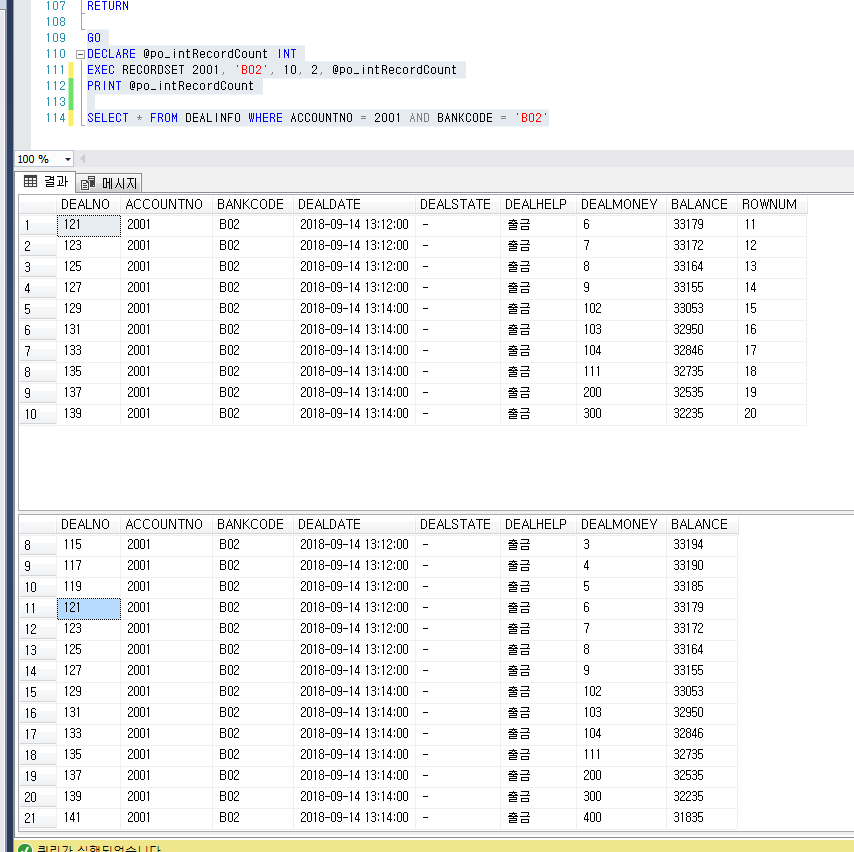 107 RETURN
108
109 GO
110 DECLARE @po_intRecordCount INT
111 EXEC RECORDSET 2001, 'B02', 10, 2, @po_intRecordCount
112 PRINT @po_intRecordCount
113
114 SELECT * FROM DEALINFO WHERE ACCOUNTNO = 2001 AND BANKCODE = 'B02'
100 %
결과 메시지
DEALNO ACCOUNTNO BANKCODE DEALDATE DEALSTATE DEALHELP DEALMONEY BALANCE ROWNUM
1 121 2001 B02 2018-09-14 13:12:00 - 출금 6 33179 11
2 123 2001 B02 2018-09-14 13:12:00 - 출금 7 33172 12
3 125 2001 B02 2018-09-14 13:12:00 - 출금 8 33164 13
4 127 2001 B02 2018-09-14 13:12:00 - 출금 9 33155 14
5 129 2001 B02 2018-09-14 13:14:00 - 출금 102 33053 15
6 131 2001 B02 2018-09-14 13:14:00 - 출금 103 32950 16
7 133 2001 B02 2018-09-14 13:14:00 - 출금 104 32846 17
8 135 2001 B02 2018-09-14 13:14:00 - 출금 111 32735 18
9 137 2001 B02 2018-09-14 13:14:00 - 출금 200 32535 19
10 139 2001 B02 2018-09-14 13:14:00 - 출금 300 32235 20
DEALNO ACCOUNTNO BANKCODE DEALDATE DEALSTATE DEALHELP DEALMONEY BALANCE
8 115 2001 B02 2018-09-14 13:12:00 - 출금 3 33194
9 117 2001 B02 2018-09-14 13:12:00 - 출금 4 33190
10 119 2001 B02 2018-09-14 13:12:00 - 출금 5 33185
11 121 2001 B02 2018-09-14 13:12:00 - 출금 6 33179
12 123 2001 B02 2018-09-14 13:12:00 - 출금 7 33172
13 125 2001 B02 2018-09-14 13:12:00 - 출금 8 33164
14 127 2001 B02 2018-09-14 13:12:00 - 출금 9 33155
15 129 2001 B02 2018-09-14 13:14:00 - 출금 102 33053
16 131 2001 B02 2018-09-14 13:14:00 - 출금 103 32950
17 133 2001 B02 2018-09-14 13:14:00 - 출금 104 32846
18 135 2001 B02 2018-09-14 13:14:00 - 출금 111 32735
19 137 2001 B02 2018-09-14 13:14:00 - 출금 200 32535
20 139 2001 B02 2018-09-14 13:14:00 - 출금 300 32235
21 141 2001 B02 2018-09-14 13:14:00 - 출금 400 31835
쿼리가 실행되었습니다